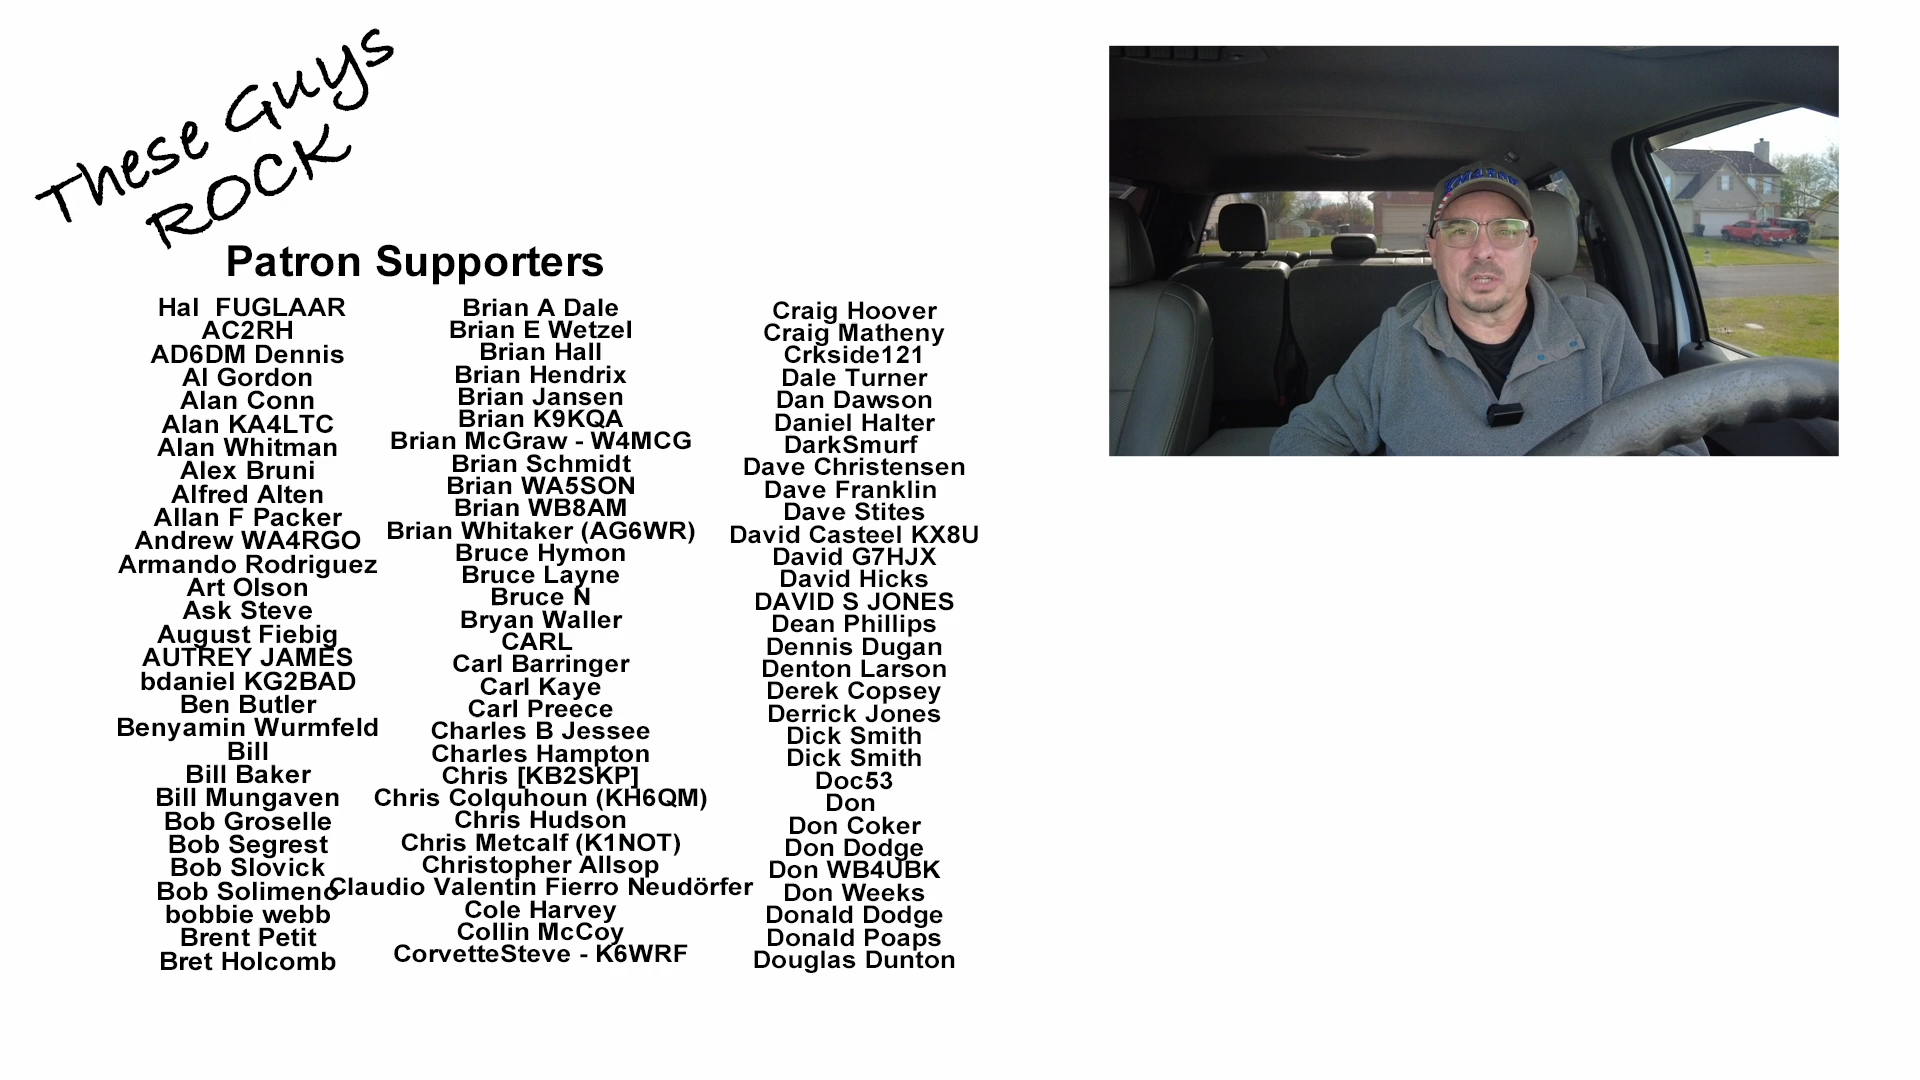 These Guys
ROCK
Patron Supporters
Hal  FUGLAAR
AC2RH
AD6DM Dennis
Al Gordon
Alan Conn
Alan KA4LTC
Alan Whitman
Alex Bruni
Alfred Alten
Allan F Packer
Andrew WA4RGO
Armando Rodriguez
Art Olson
Ask Steve
August Fiebig
AUTREY JAMES
bdaniel KG2BAD
Ben Butler
Benyamin Wurmfeld
Bill
Bill Baker
Bill Mungaven
Bob Groselle
Bob Segrest
Bob Slovick
Bob Solimeno
bobbie webb
Brent Petit
Bret Holcomb
Brian A Dale
Brian E Wetzel
Brian Hall
Brian Hendrix
Brian Jansen
Brian K9KQA
Brian McGraw - W4MCG
Brian Schmidt
Brian WA5SON
Brian WB8AM
Brian Whitaker (AG6WR)
Bruce Hymon
Bruce Layne
Bruce N
Bryan Waller
CARL
Carl Barringer
Carl Kaye
Carl Preece
Charles B Jessee
Charles Hampton
Chris [KB2SKP]
Chris Colquhoun (KH6QM)
Chris Hudson
Chris Metcalf (K1NOT)
Christopher Allsop
Claudio Valentin Fierro Neudörfer
Cole Harvey
Collin McCoy
CorvetteSteve - K6WRF
Craig Hoover
Craig Matheny
Crkside121
Dale Turner
Dan Dawson
Daniel Halter
DarkSmurf
Dave Christensen
Dave Franklin
Dave Stites
David Casteel KX8U
David G7HJX
David Hicks
DAVID S JONES
Dean Phillips
Dennis Dugan
Denton Larson
Derek Copsey
Derrick Jones
Dick Smith
Dick Smith
Doc53
Don
Don Coker
Don Dodge
Don WB4UBK
Don Weeks
Donald Dodge
Donald Poaps
Douglas Dunton